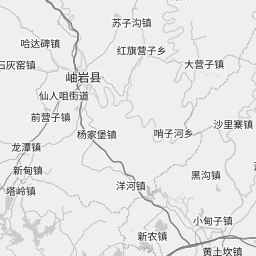 苏子沟镇
哈达碑镇
红旗营子乡
石灰窑镇
大营子镇
岫岩县
仙人咀街道
前营子镇
沙里寨镇
杨家堡镇
哨子河乡
龙潭镇
新甸镇
黑沟镇
塔岭镇
洋河镇
小甸子镇
新农镇
黄土坎镇